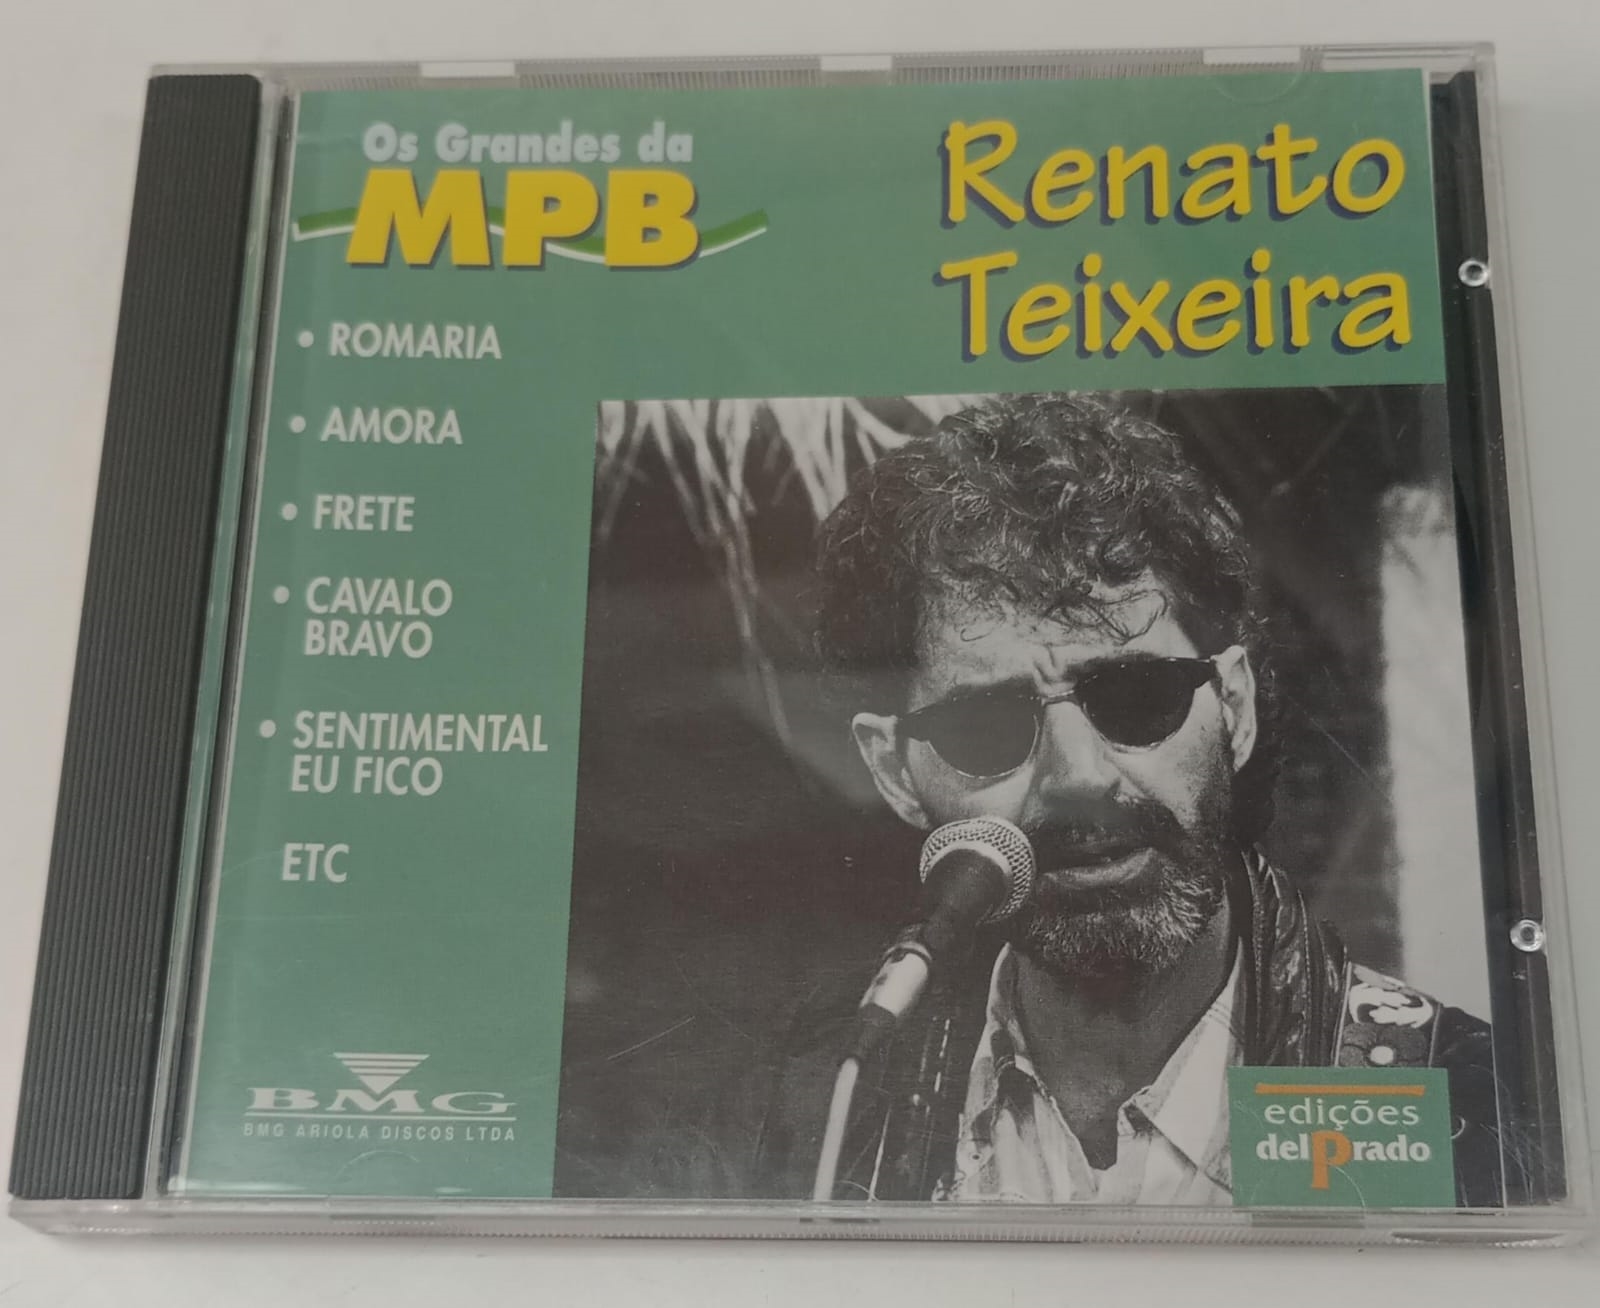 Os Grandes da
MPB
Renato
Teixeira
• ROMARIA
• AMORA
• FRETE
• CAVALO
BRAVO
• SENTIMENTAL
EU FICO
ETC
BMG
BMG ARIOLA DISCOS LTDA
edições
delPrado